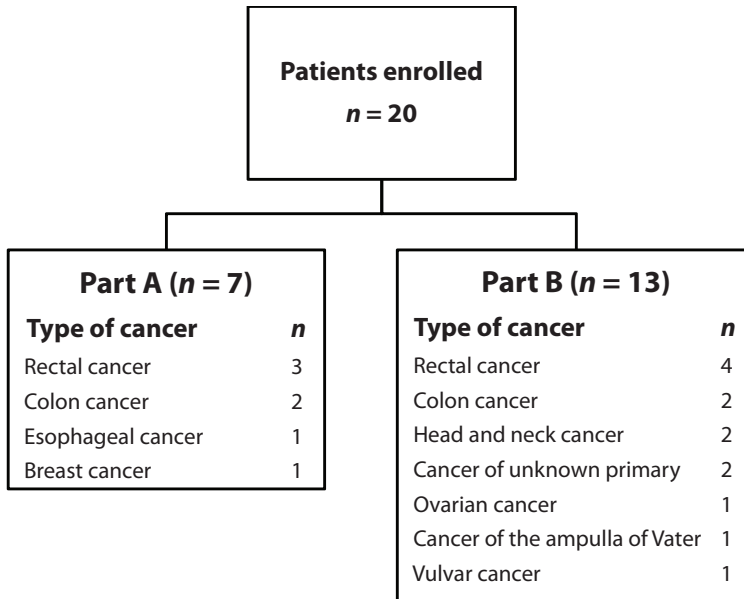 Patients enrolled
n = 20
Part A (n = 7)
Type of cancer n
Rectal cancer 3
Colon cancer 2
Esophageal cancer 1
Breast cancer 1
Part B (n = 13)
Type of cancer n
Rectal cancer 4
Colon cancer 2
Head and neck cancer 2
Cancer of unknown primary 2
Ovarian cancer 1
Cancer of the ampulla of Vater 1
Vulvar cancer 1